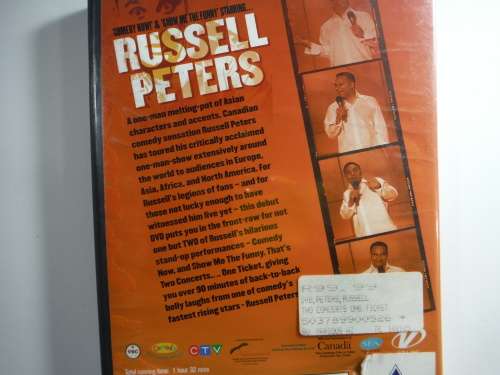 COMEDY NOW! & 'SHOW ME THE FUNNY' STARRING...
RUSSELL
PETERS
A one-man melting-pot of Asian
characters and accents, Canadian
comedy sensation Russell Peters
has toured his critically acclaimed
one-man-show extensively around
the world to audiences in Europe,
Asia, Africa, and North America. For
Russell's legions of fans – and for
those not lucky enough to have
witnessed him live yet – this debut
DVD puts you in the front-row for not
one but TWO of Russell's hilarious
stand-up performances – Comedy
Now, and Show Me The Funny. That's
Two Concerts... One Ticket, giving
you over 90 minutes of back-to-back
belly laughs from one of comedy's
fastest rising stars - Russell Peters
DVD,PETERS,RUSSELL
TWO CONCERTS ONE TICKET
CTV
Canada
Total running time: 1 hour 32 mins